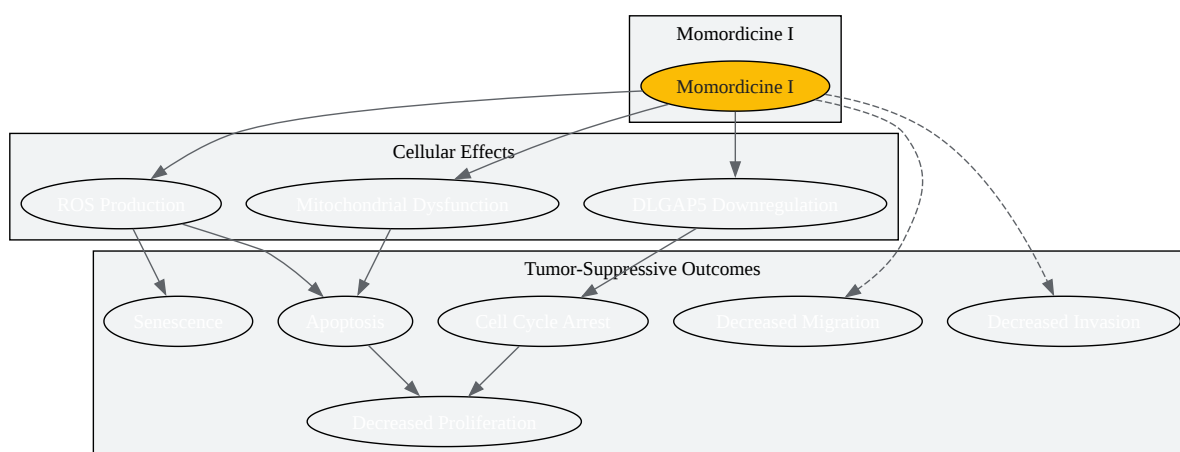 Momordicine I
Momordicine I
Cellular Effects
ROS Production
Mitochondrial Dysfunction
DLGAP5 Downregulation
Tumor-Suppressive Outcomes
Senescence
Apoptosis
Cell Cycle Arrest
Decreased Migration
Decreased Invasion
Decreased Proliferation